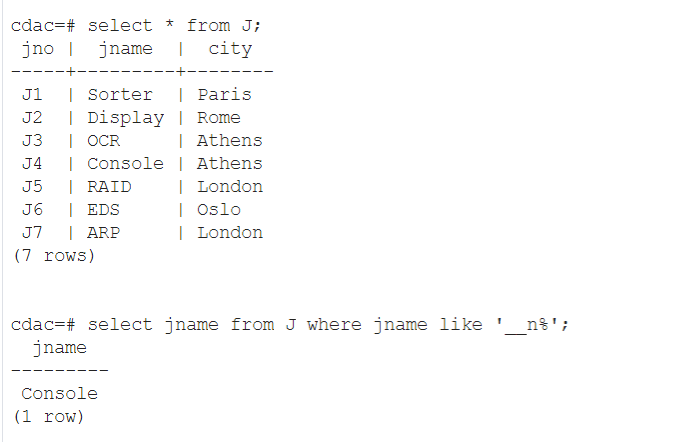 cdac=# select * from J;
 jno |  jname  |  city
-----+---------+--------
 J1  | Sorter  | Paris
 J2  | Display | Rome
 J3  | OCR     | Athens
 J4  | Console | Athens
 J5  | RAID    | London
 J6  | EDS     | Oslo
 J7  | ARP     | London
(7 rows)
cdac=# select jname from J where jname like '__n%';
  jname
---------
 Console
(1 row)